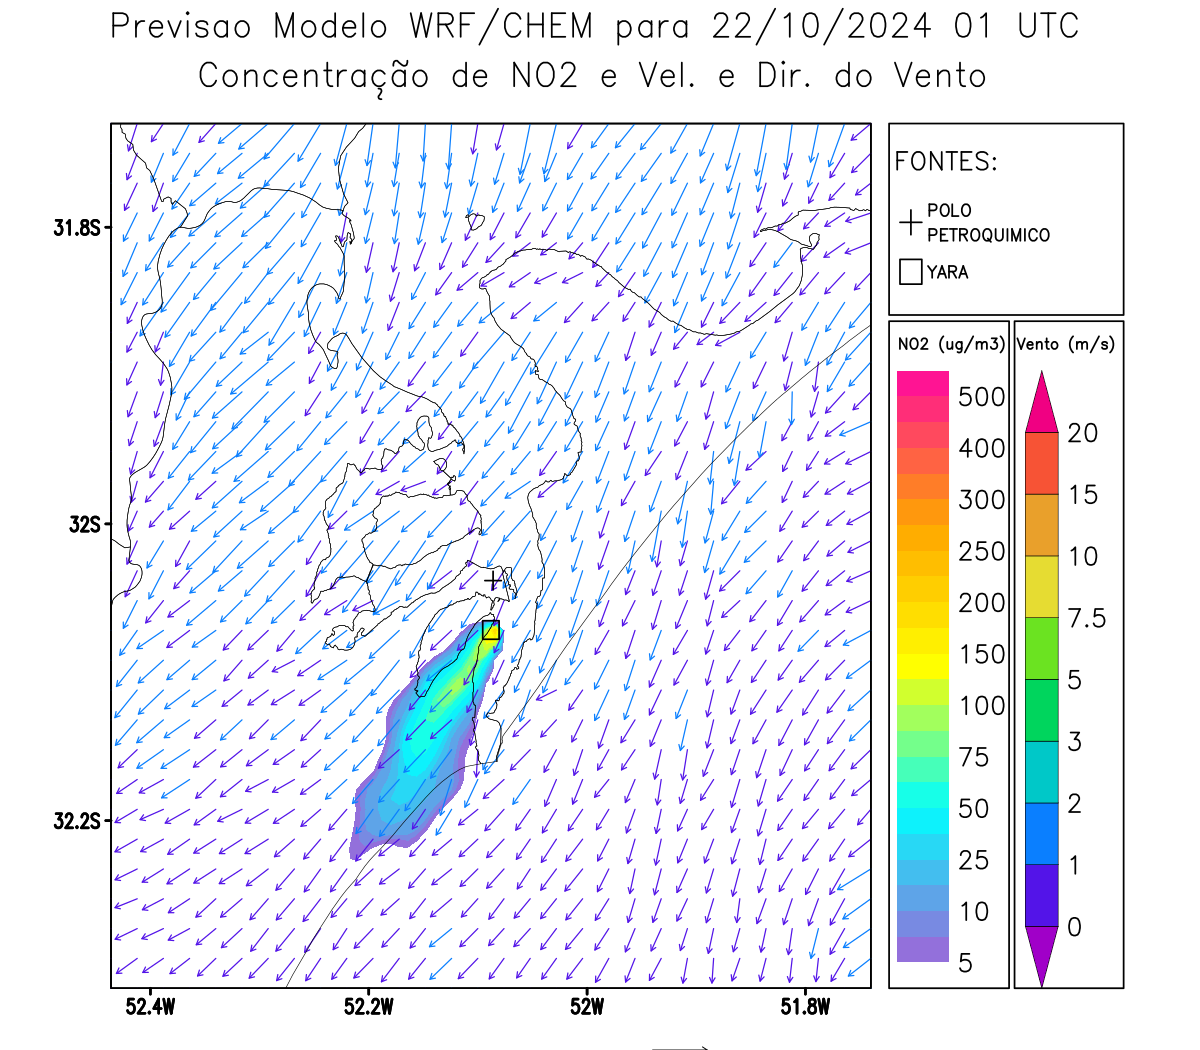 Previsao Modelo WRF/CHEM para 22/10/2024 01 UTC
Concentração de NO2 e Vel. e Dir. do Vento
FONTES:
POLO
PETROQUIMICO
YARA
31.8S
32S
32.2S
52.4W
52.2W
52W
51.8W
NO2 (ug/m3)
500
400
300
250
200
150
100
75
50
25
10
5
Vento (m/s)
20
15
10
7.5
5
3
2
1
0